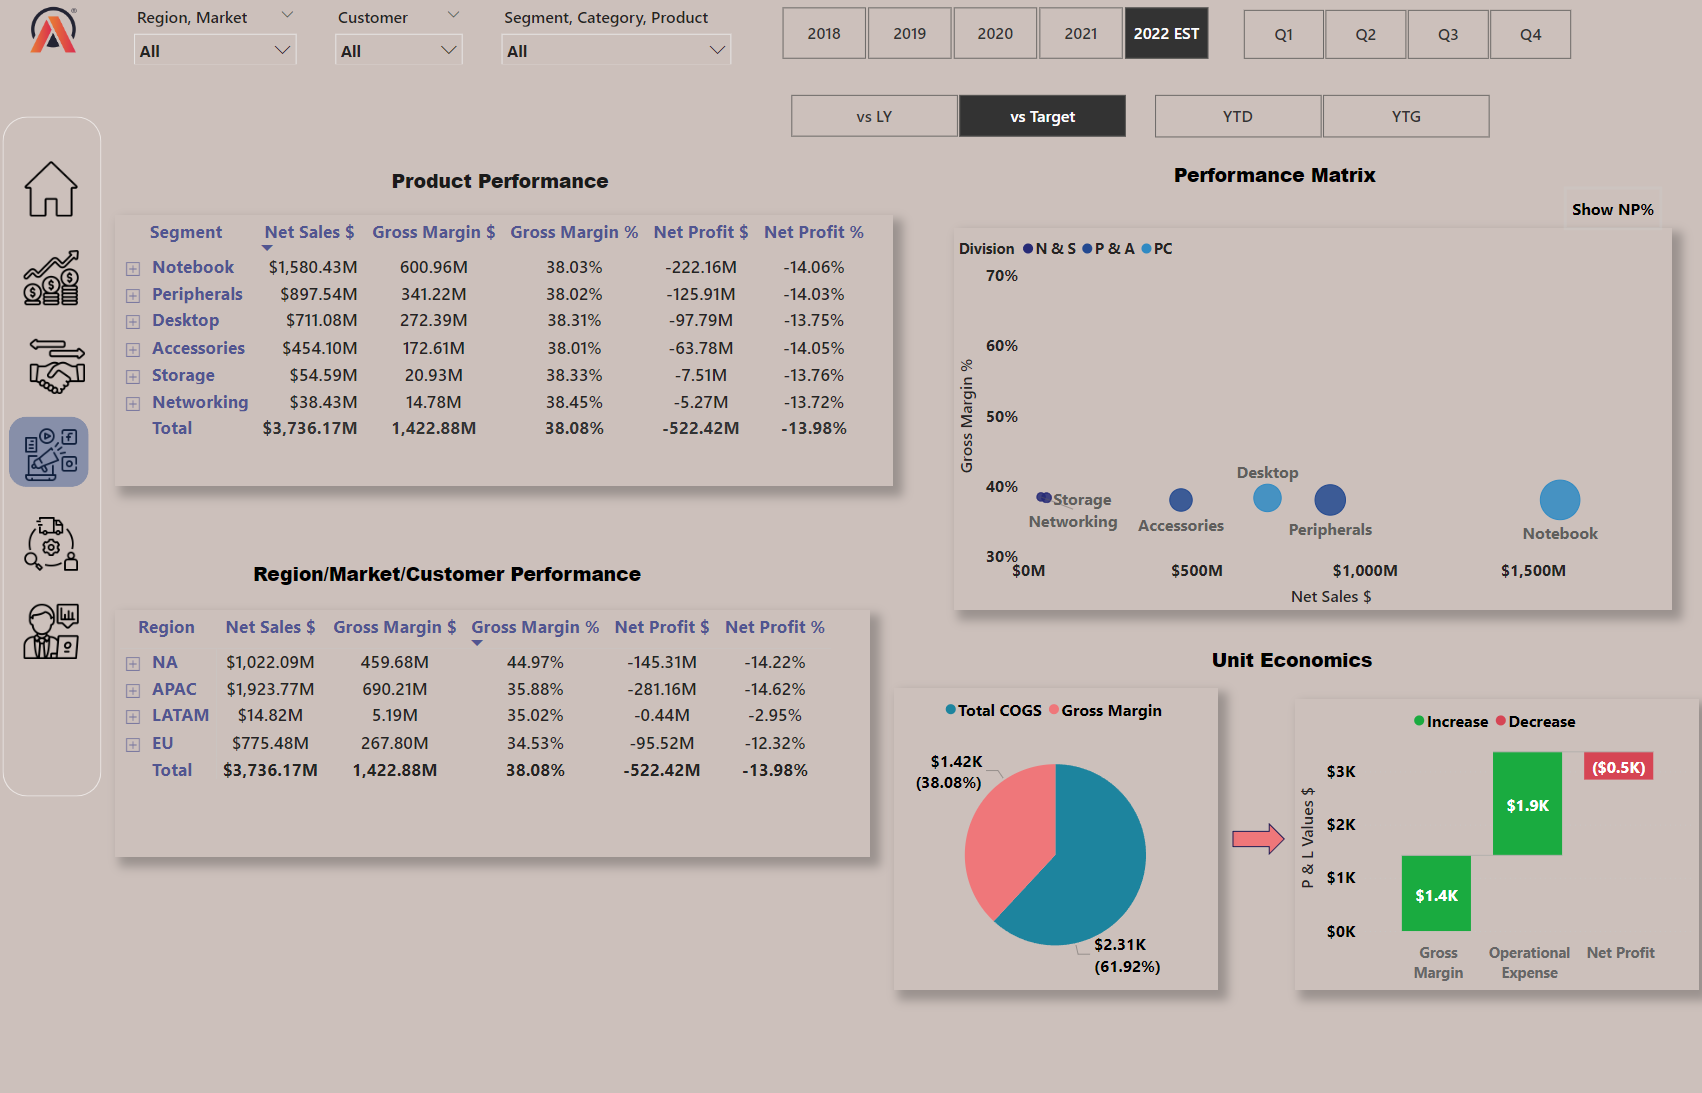 Region, Market
Customer
Segment, Category, Product
All
All
All
2018
2019
2020
2021
2022 EST
Q1
Q2
Q3
Q4
vs LY
vs Target
YTD
YTG
Product Performance
Segment Net Sales $ Gross Margin $ Gross Margin % Net Profit $ Net Profit %
Notebook $1,580.43M 600.96M 38.03% -222.16M -14.06%
Peripherals $897.54M 341.22M 38.02% -125.91M -14.03%
Desktop $711.08M 272.39M 38.31% -97.79M -13.75%
Accessories $454.10M 172.61M 38.01% -63.78M -14.05%
Storage $54.59M 20.93M 38.33% -7.51M -13.76%
Networking $38.43M 14.78M 38.45% -5.27M -13.72%
Total $3,736.17M 1,422.88M 38.08% -522.42M -13.98%
Performance Matrix
Show NP%
Division N & S P & A PC
70%
60%
50%
40%
30%
Gross Margin %
Desktop
Storage
Networking
Accessories
Peripherals
Notebook
$0M
$500M
$1,000M
$1,500M
Net Sales $
Region/Market/Customer Performance
Region Net Sales $ Gross Margin $ Gross Margin % Net Profit $ Net Profit %
NA $1,022.09M 459.68M 44.97% -145.31M -14.22%
APAC $1,923.77M 690.21M 35.88% -281.16M -14.62%
LATAM $14.82M 5.19M 35.02% -0.44M -2.95%
EU $775.48M 267.80M 34.53% -95.52M -12.32%
Total $3,736.17M 1,422.88M 38.08% -522.42M -13.98%
Unit Economics
Total COGS Gross Margin
$1.42K
(38.08%)
$2.31K
(61.92%)
Increase Decrease
P & L Values $
$3K
$2K
$1K
$0K
$1.4K
$1.9K
($0.5K)
Gross
Margin
Operational
Expense
Net Profit